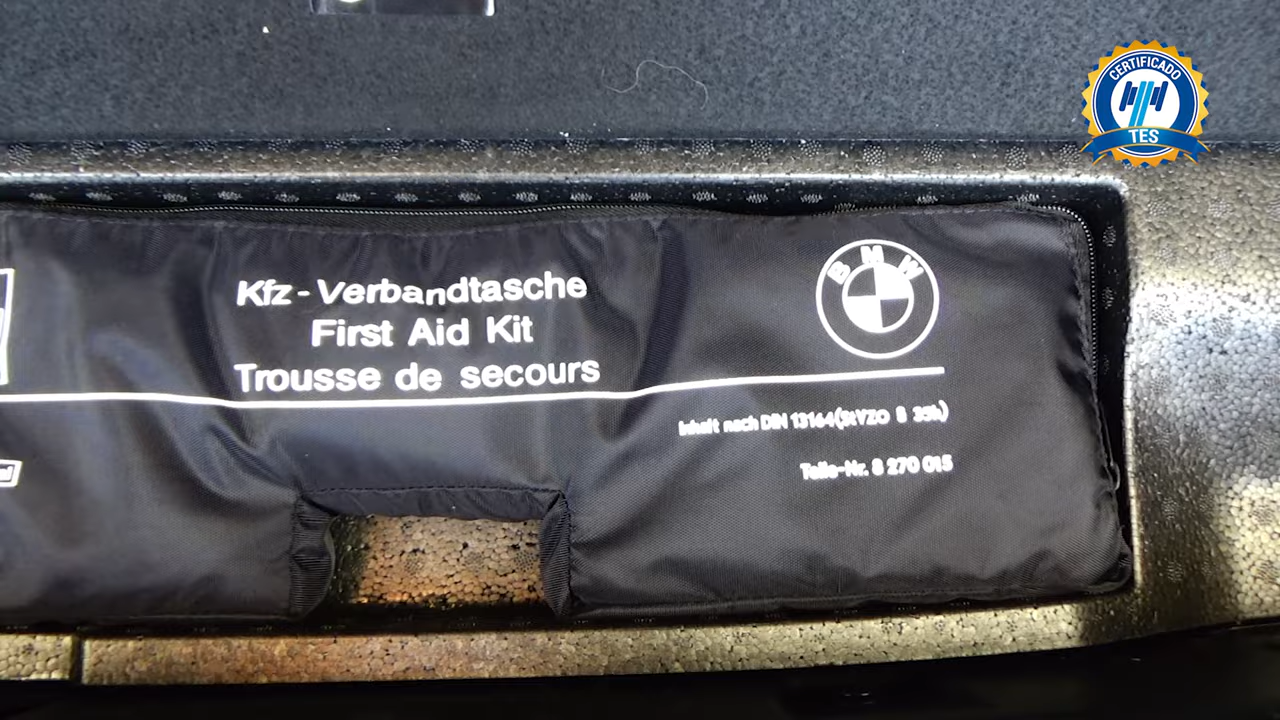 CERTIFICADO
TES
BMW
Kfz-Verbandtasche
First Aid Kit
Trousse de secours
Inhalt nach DIN 13164(StVZO § 35h)
Teile-Nr. 8 270 015